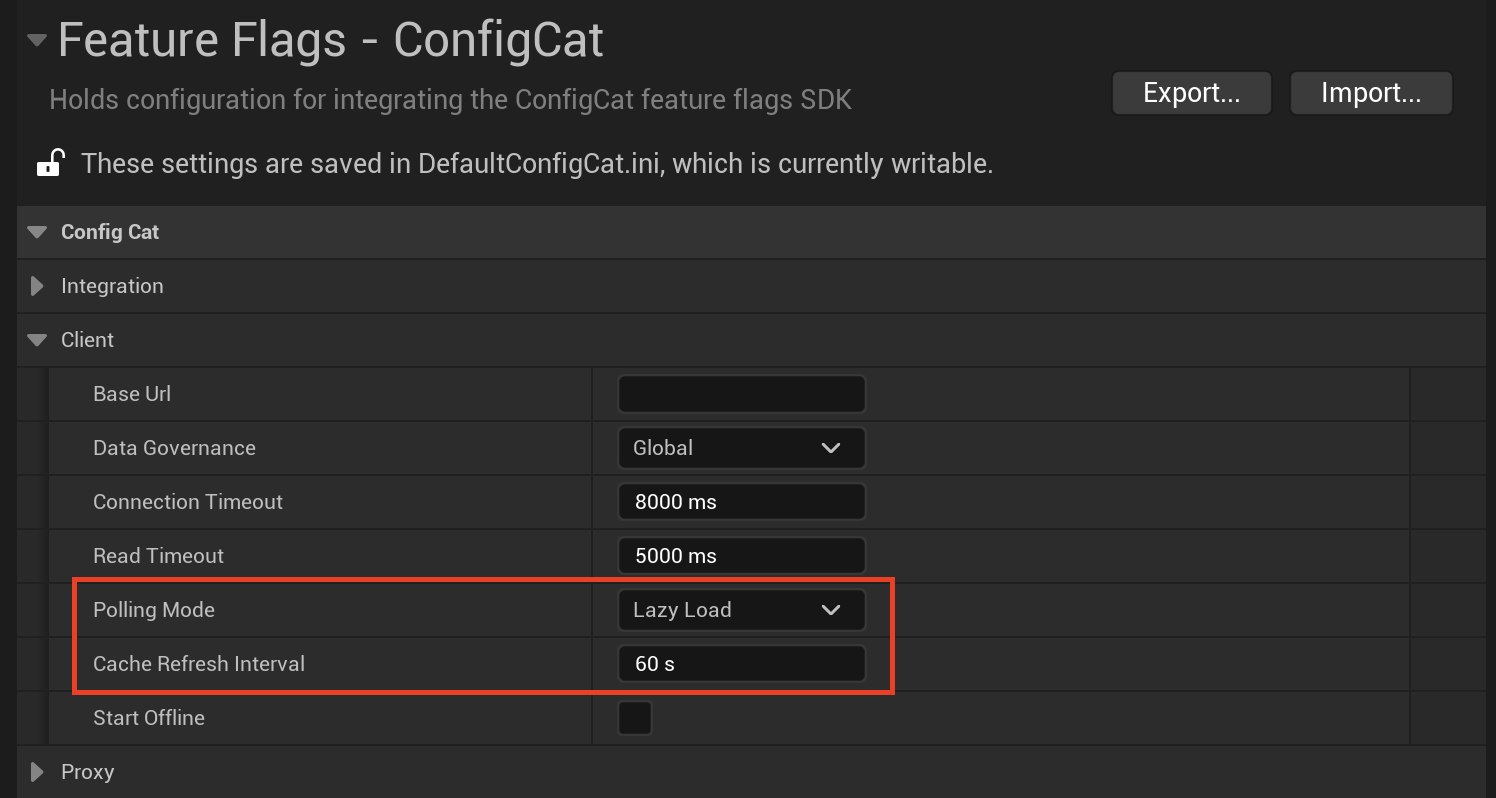 Feature Flags - ConfigCat
Holds configuration for integrating the ConfigCat feature flags SDK
Export...
Import...
These settings are saved in DefaultConfigCat.ini, which is currently writable.
Config Cat
Integration
Client
Base Url
Data Governance Global
Connection Timeout 8000 ms
Read Timeout 5000 ms
Polling Mode Lazy Load
Cache Refresh Interval 60 s
Start Offline
Proxy